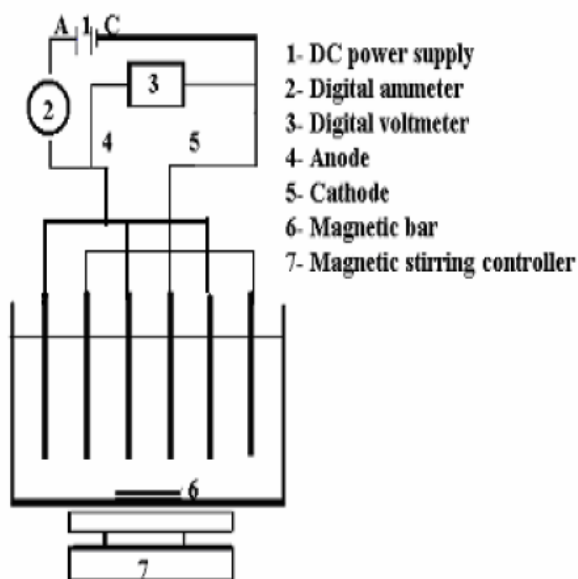 A 1 C
3
2
4
5
1- DC power supply
2- Digital ammeter
3- Digital voltmeter
4- Anode
5- Cathode
6- Magnetic bar
7- Magnetic stirring controller
6
7